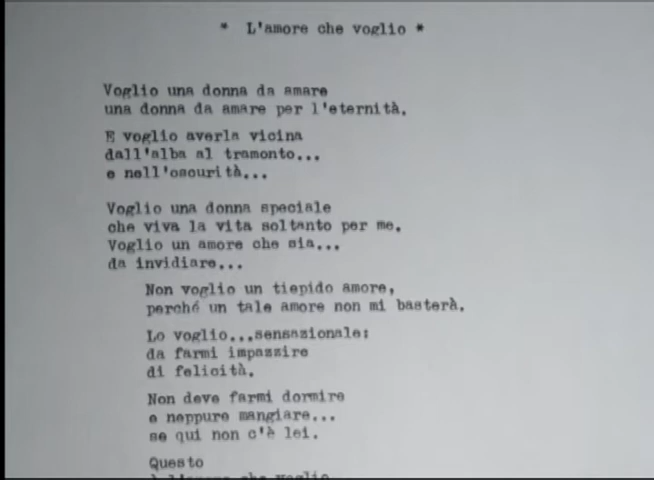 * L'amore che voglio *
Voglio una donna da amare
una donna da amare per l'eternità.
E voglio averla vicina
dall'alba al tramonto...
e nell'oscurità...
Voglio una donna speciale
che viva la vita soltanto per me.
Voglio un amore che sia...
da invidiare...
Non voglio un tiepido amore,
perché un tale amore non mi basterà.
Lo voglio...sensazionale:
da farmi impazzire
di felicità.
Non deve farmi dormire
e neppure mangiare...
se qui non c'è lei.
Questo
è l'amore che voglio...